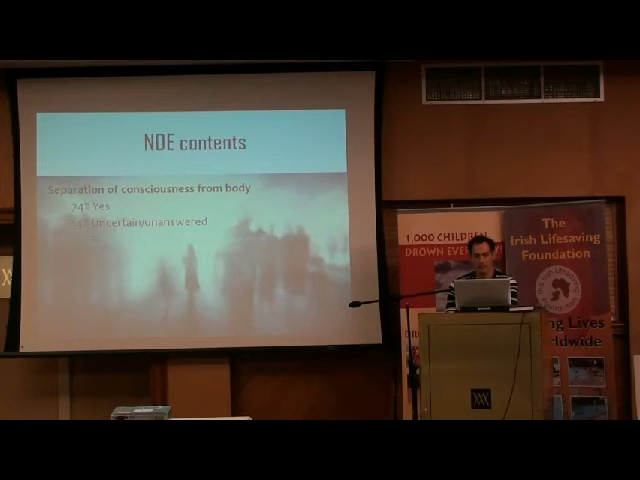 NDE contents
Separation of consciousness from body
74% Yes
Uncertain/unanswered
1,000 CHILDREN
DROWN EVERY
The
Irish Lifesaving
Foundation
Lives